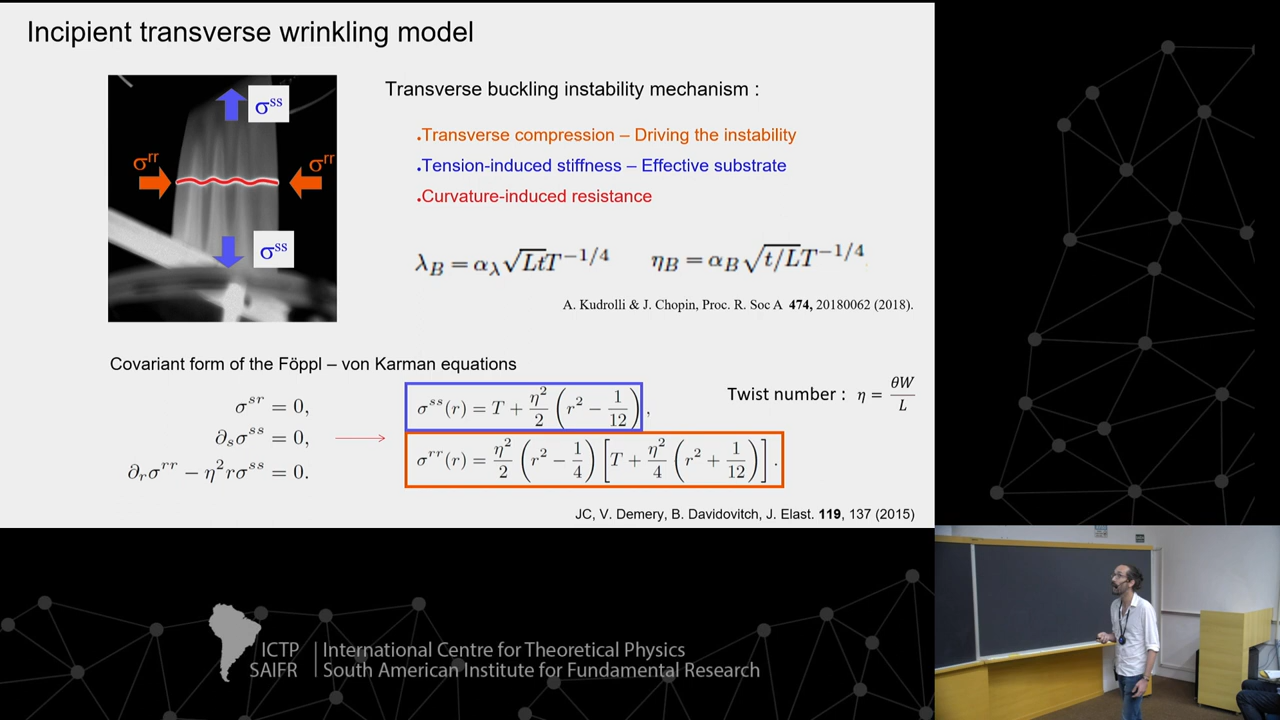 Incipient transverse wrinkling model
σˢˢ
σʳʳ
σʳʳ
σˢˢ
Transverse buckling instability mechanism :
.Transverse compression – Driving the instability
.Tension-induced stiffness – Effective substrate
.Curvature-induced resistance
λ_B = α_λ √(Lt) T^{−1/4}
η_B = α_B √(t/L) T^{−1/4}
A. Kudrolli & J. Chopin, Proc. R. Soc A 474, 20180062 (2018).
Covariant form of the Föppl – von Karman equations
σ^{sr} = 0,
∂_s σ^{ss} = 0,
∂_r σ^{rr} − η² r σ^{ss} = 0.
σ^{ss}(r) = T + η²/2 (r² − 1/12),
σ^{rr}(r) = η²/2 (r² − 1/4) [T + η²/4 (r² + 1/12)].
Twist number : η = θW/L
JC, V. Demery, B. Davidovitch, J. Elast. 119, 137 (2015)
ICTP
SAIFR
International Centre for Theoretical Physics
South American Institute for Fundamental Research